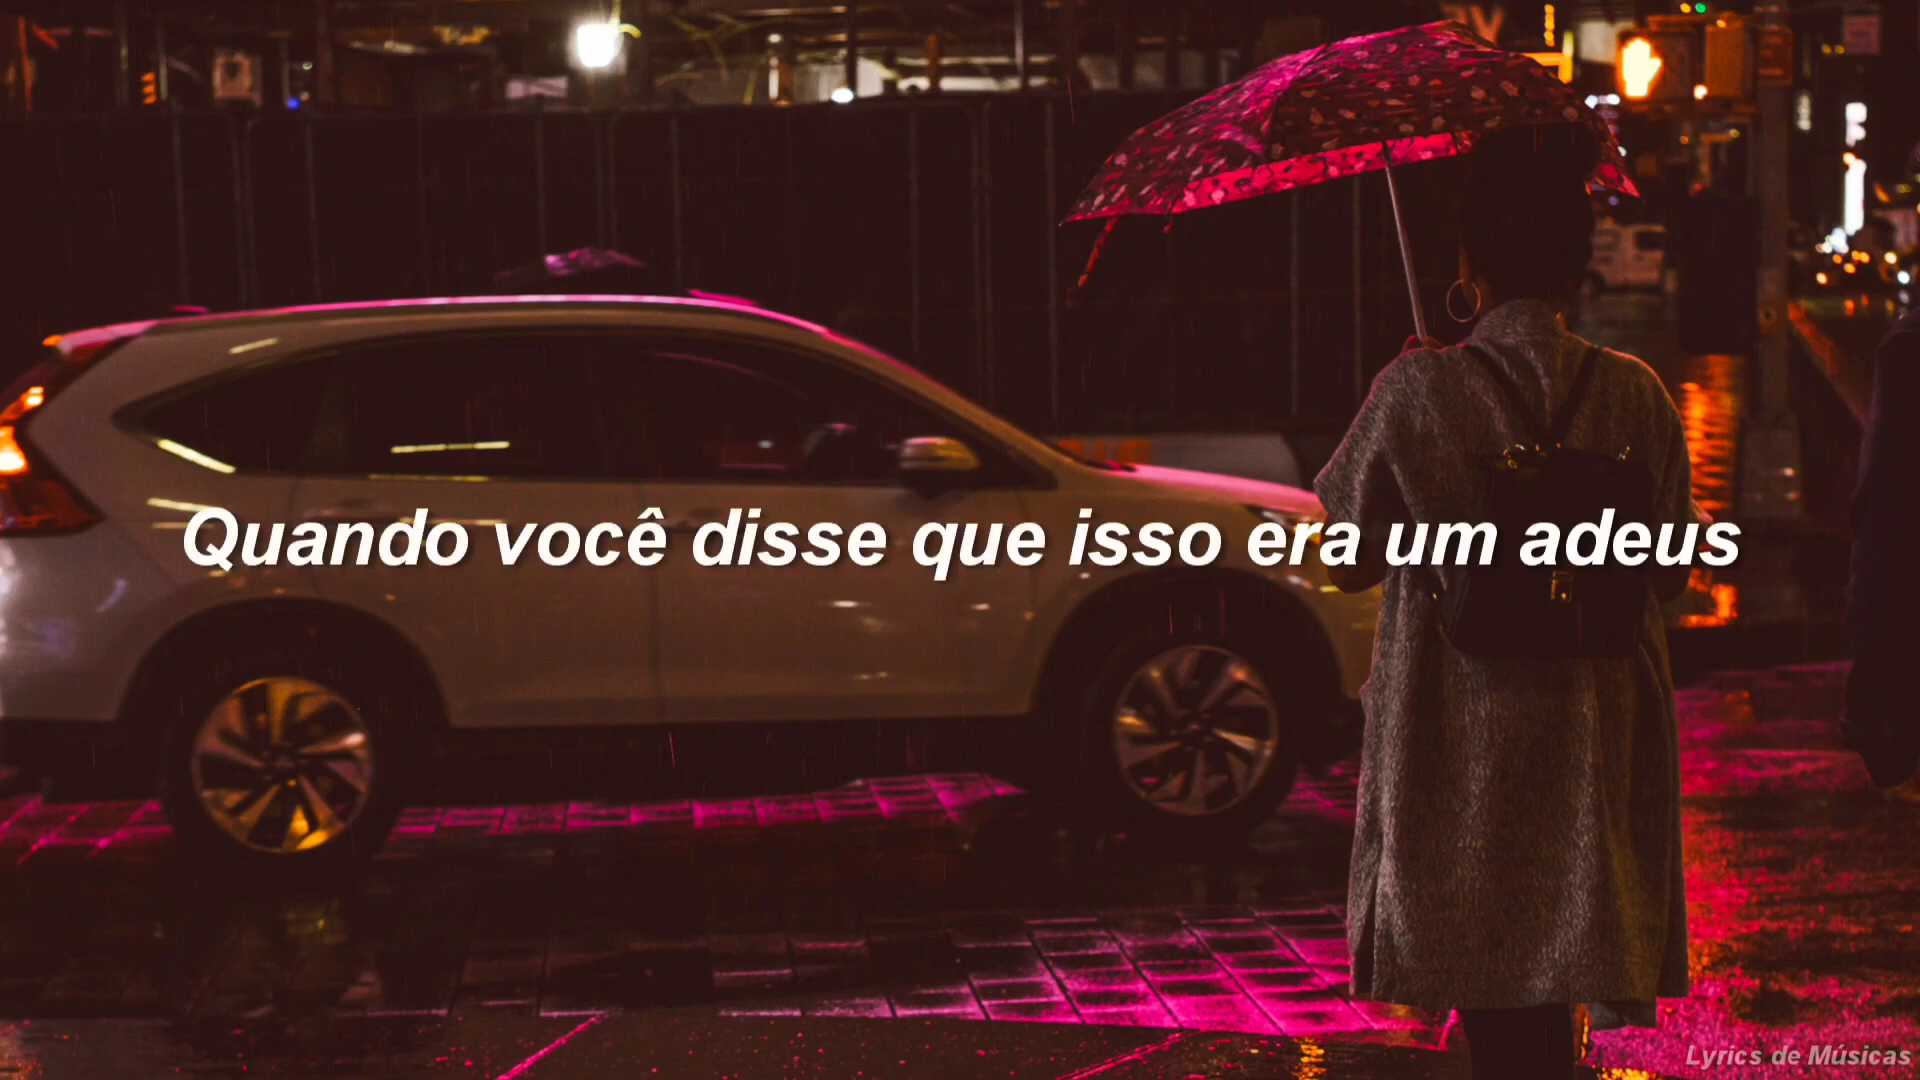 Quando você disse que isso era um adeus
Lyrics de Músicas